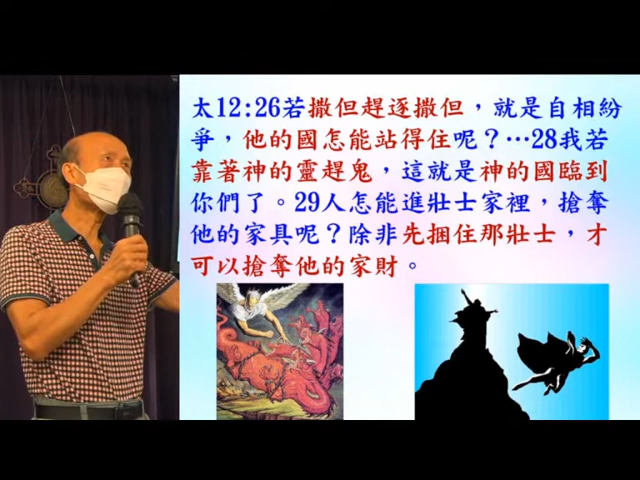 太12:26若撒但趕逐撒但，就是自相紛
爭，他的國怎能站得住呢？…28我若
靠著神的靈趕鬼，這就是神的國臨到
你們了。29人怎能進壯士家裡，搶奪
他的家具呢？除非先捆住那壯士，才
可以搶奪他的家財。